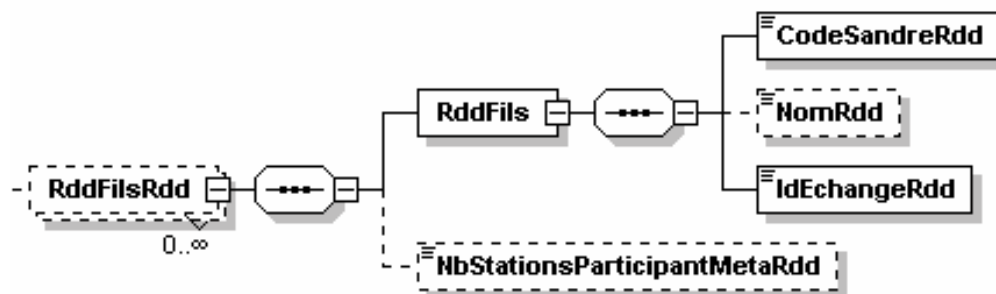 CodeSandreRdd
RddFils
NomRdd
RddFilsRdd
IdEchangeRdd
0..∞
NbStationsParticipantMetaRdd